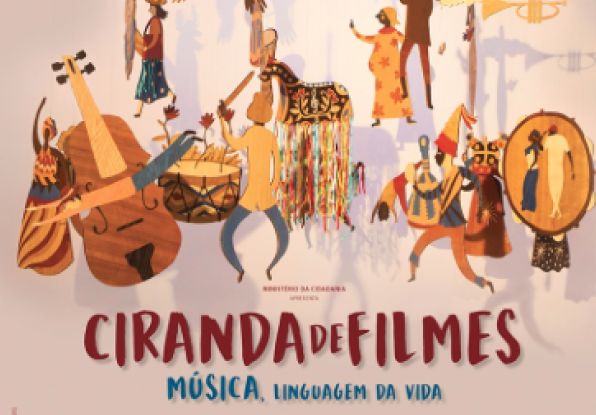 MINISTÉRIO DA CIDADANIA
APRESENTA
CIRANDA DE FILMES
MÚSICA, LINGUAGEM DA VIDA